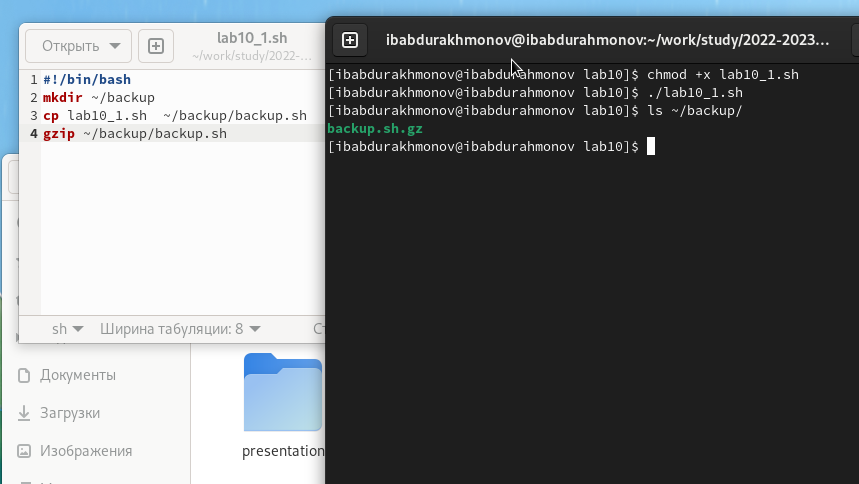 Открыть
lab10_1.sh
~/work/study/2022-…
1 #!/bin/bash
2 mkdir ~/backup
3 cp lab10_1.sh  ~/backup/backup.sh
4 gzip ~/backup/backup.sh
sh
Ширина табуляции: 8
Документы
Загрузки
Изображения
presentation
ibabdurakhmonov@ibabdurahmonov:~/work/study/2022-2023…
[ibabdurakhmonov@ibabdurahmonov lab10]$ chmod +x lab10_1.sh
[ibabdurakhmonov@ibabdurahmonov lab10]$ ./lab10_1.sh
[ibabdurakhmonov@ibabdurahmonov lab10]$ ls ~/backup/
backup.sh.gz
[ibabdurakhmonov@ibabdurahmonov lab10]$